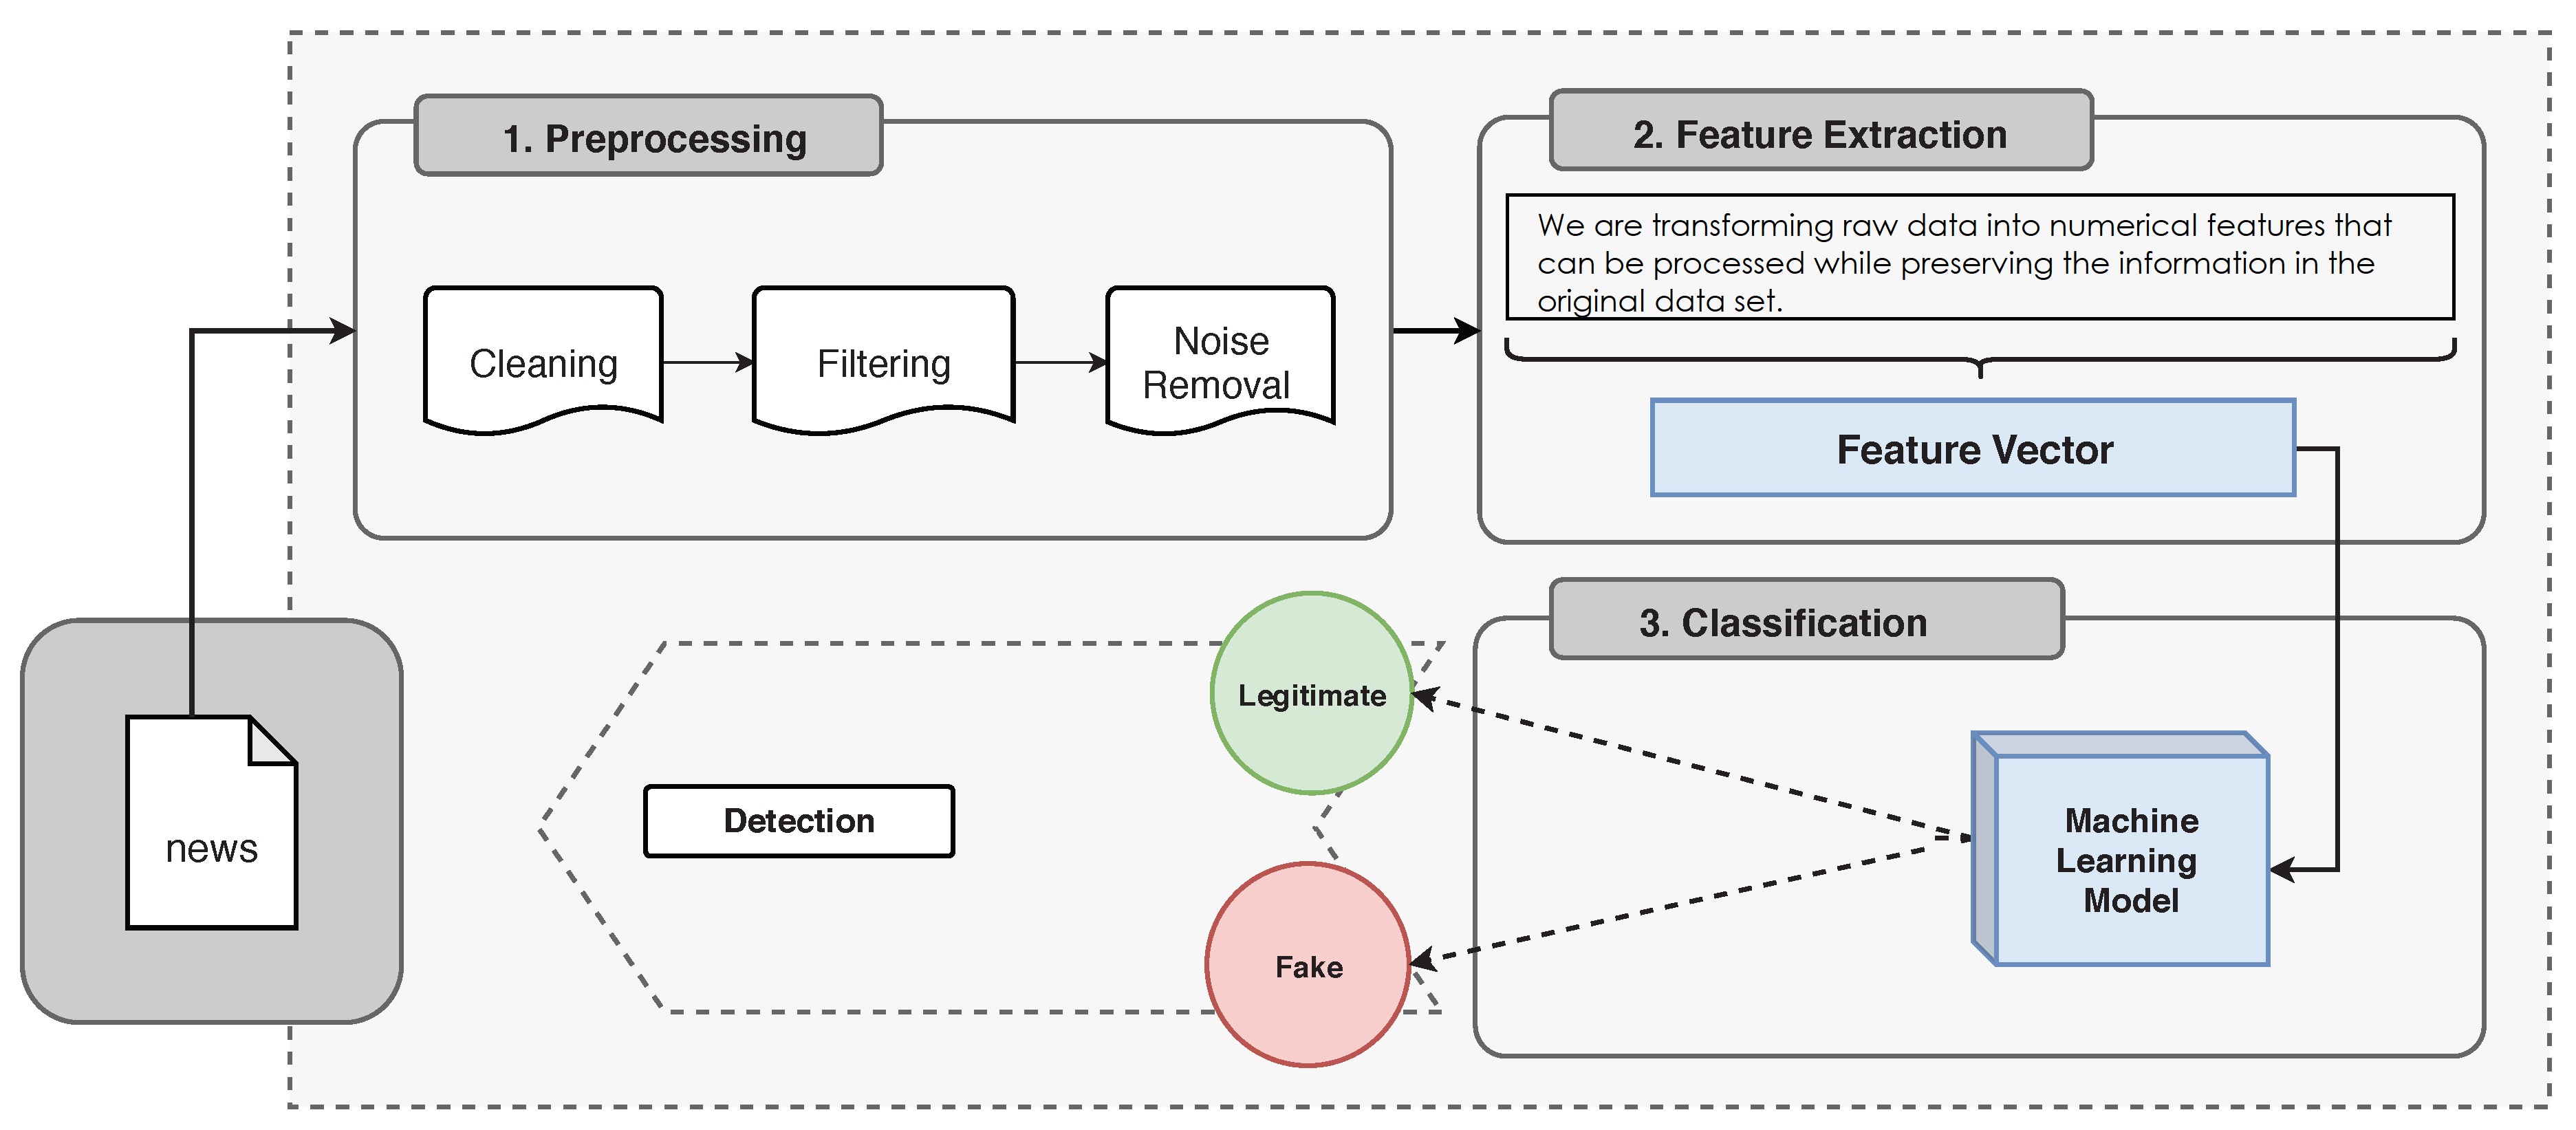 1. Preprocessing
Cleaning
Filtering
Noise
Removal
2. Feature Extraction
We are transforming raw data into numerical features that
can be processed while preserving the information in the
original data set.
Feature Vector
3. Classification
Machine
Learning
Model
Legitimate
Fake
Detection
news